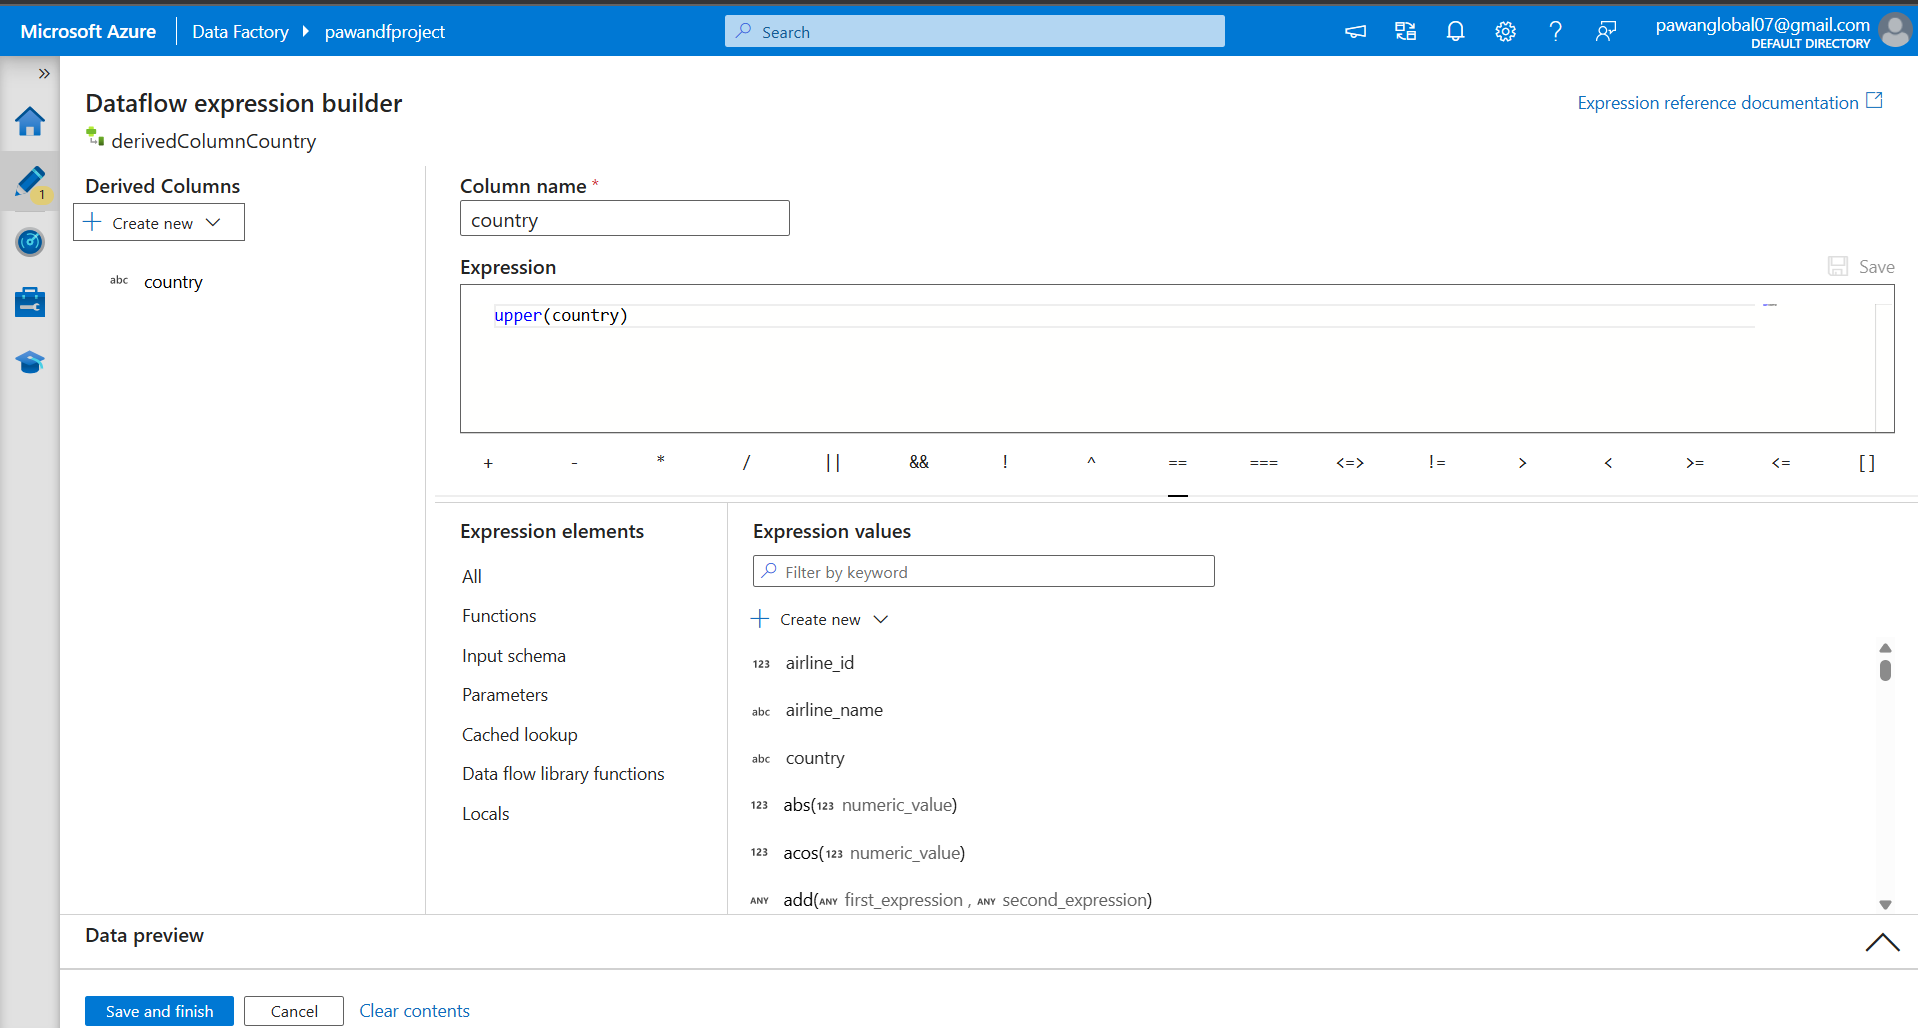 Microsoft Azure
Data Factory
pawandfproject
Search
pawanglobal07@gmail.com
DEFAULT DIRECTORY
Dataflow expression builder
Expression reference documentation
derivedColumnCountry
1
Derived Columns
Create new
abc country
Column name *
country
Expression
Save
upper(country)
+ - * / || && ! ^ == === <=> != > < >= <= []
Expression elements
All
Functions
Input schema
Parameters
Cached lookup
Data flow library functions
Locals
Expression values
Filter by keyword
Create new
123 airline_id
abc airline_name
abc country
123 abs(123 numeric_value)
123 acos(123 numeric_value)
ANY add(ANY first_expression , ANY second_expression)
Data preview
Save and finish
Cancel
Clear contents